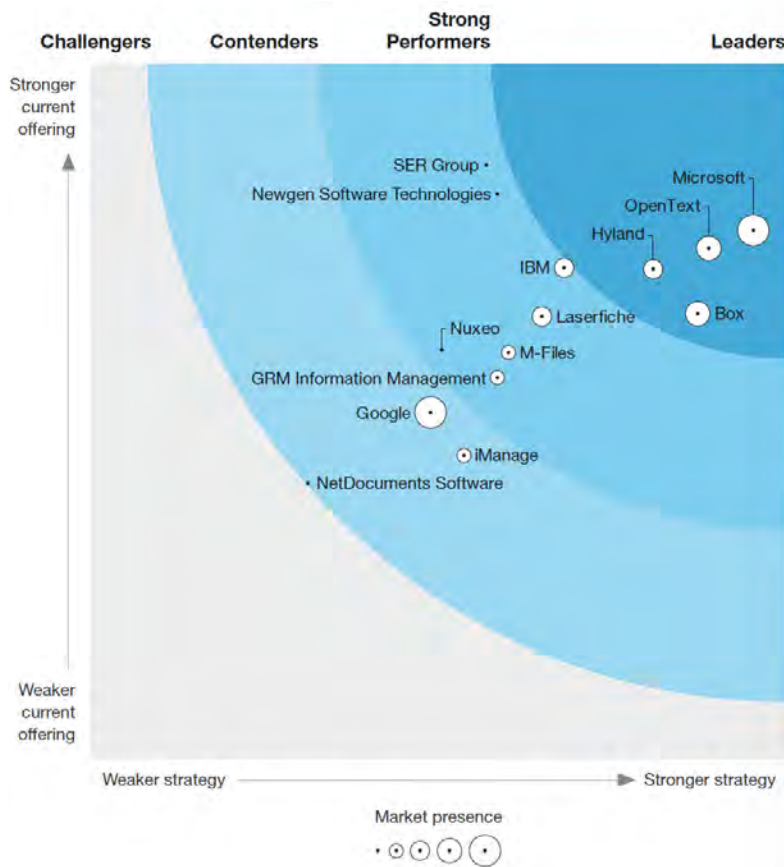 Challengers
Contenders
Strong
Performers
Leaders
Stronger
current
offering
SER Group
Newgen Software Technologies
Microsoft
OpenText
Hyland
IBM
Laserfiche
Box
Nuxeo
M-Files
GRM Information Management
Google
iManage
NetDocuments Software
Weaker
current
offering
Weaker strategy
Stronger strategy
Market presence